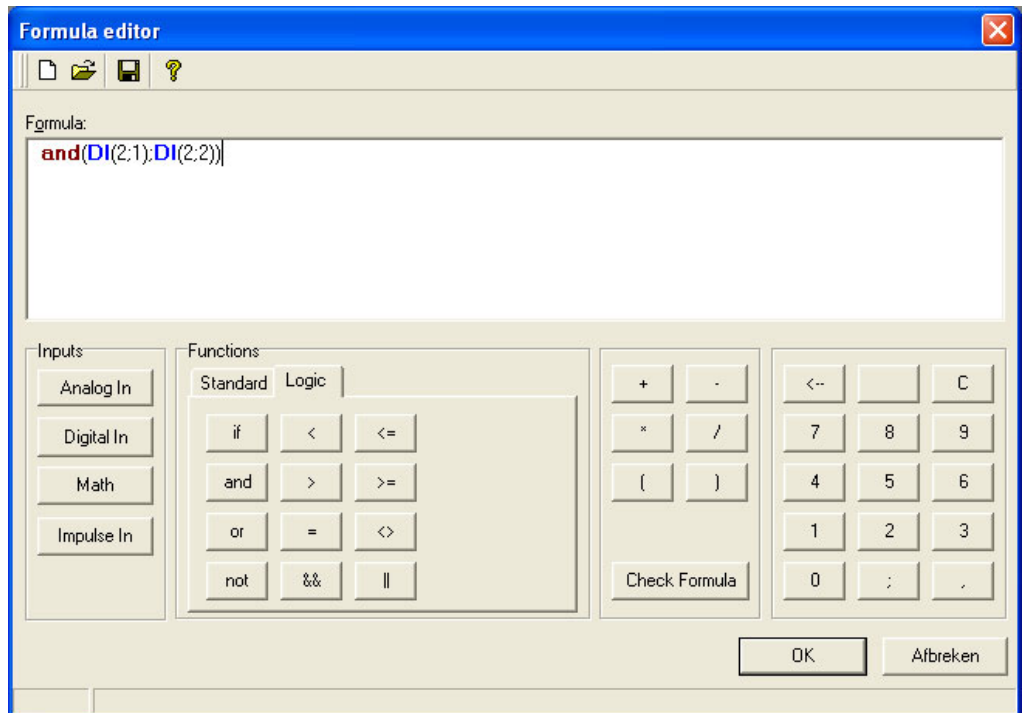 Formula editor
Formula:
and(DI(2;1);DI(2;2))
Inputs
Analog In
Digital In
Math
Impulse In
Functions
Standard Logic
if < <=
and > >=
or = <>
not && ||
+ -
* /
( )
Check Formula
<-- C
7 8 9
4 5 6
1 2 3
0 ; ,
OK Afbreken